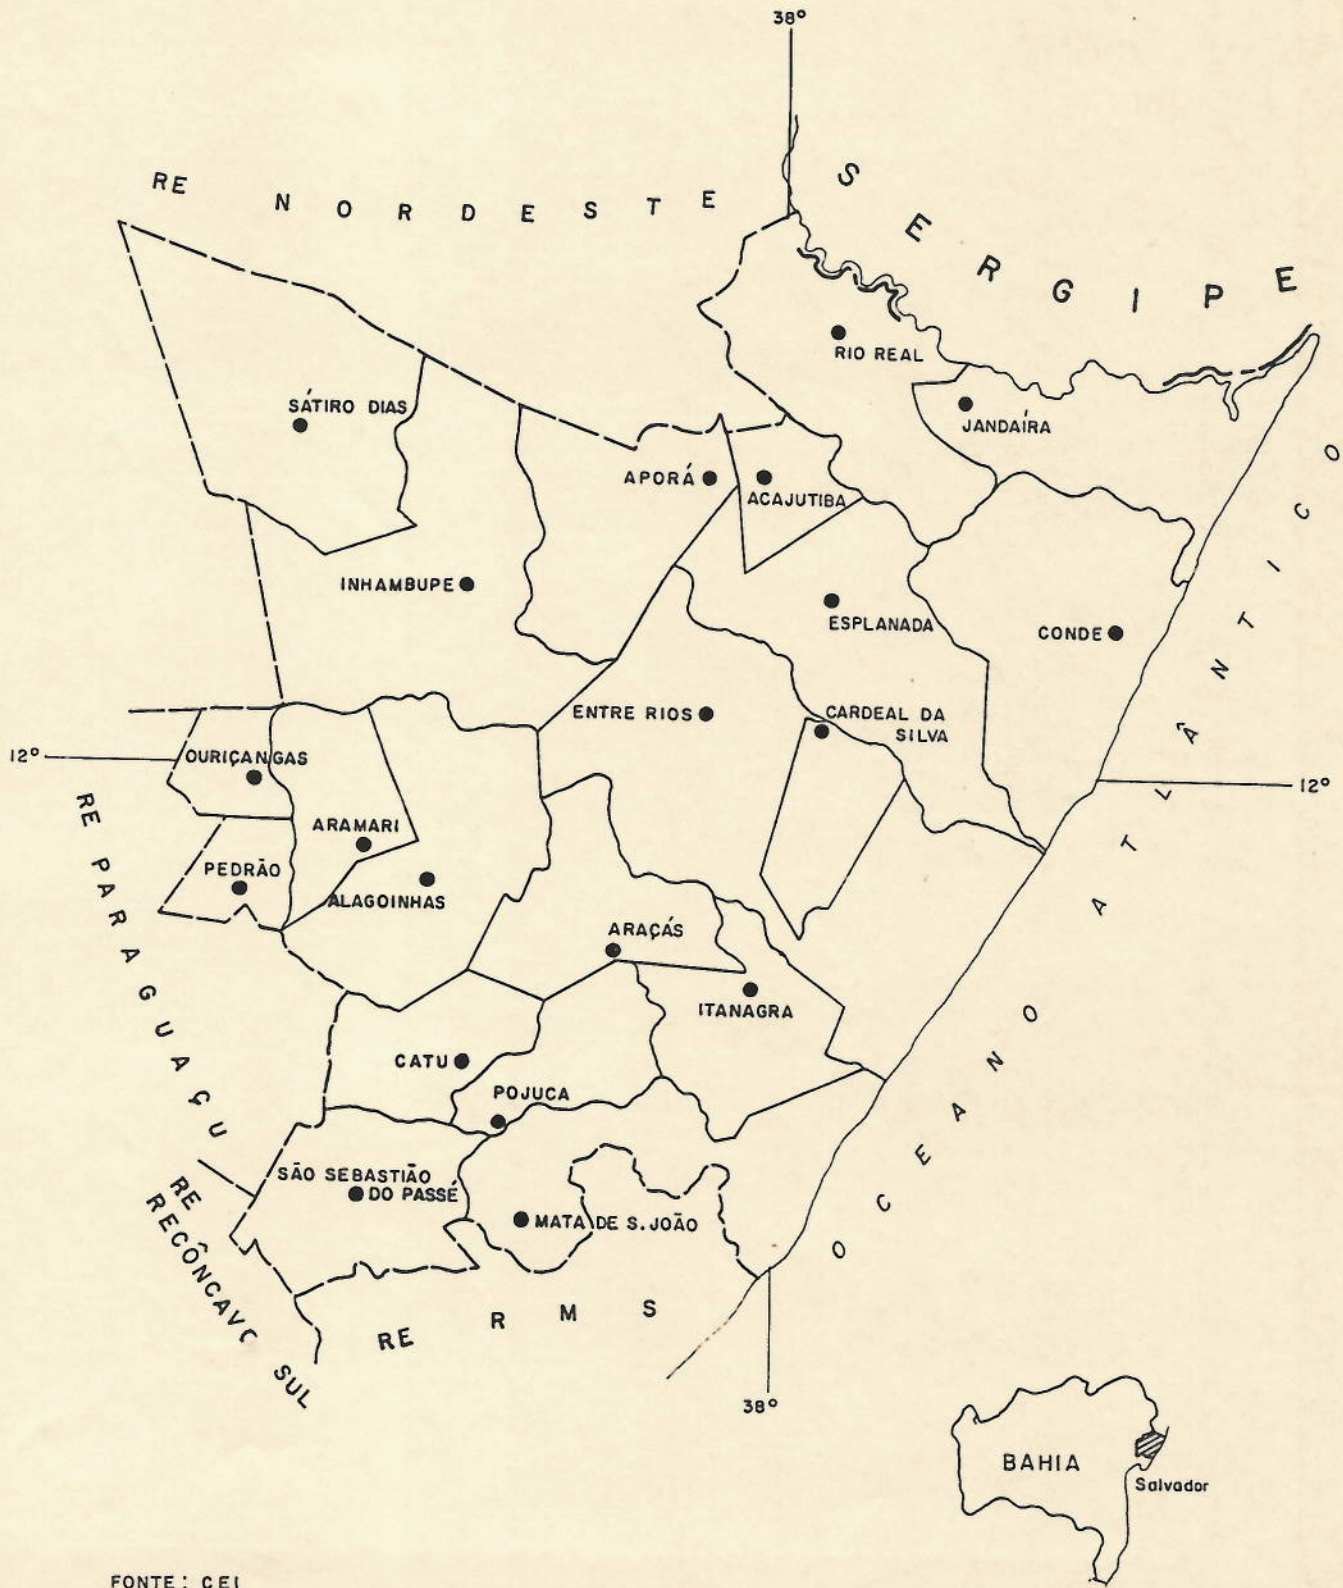 38°
SERGIPE
RE NORDESTE
RIO REAL
SÁTIRO DIAS
JANDAÍRA
APORÁ
ACAJUTIBA
INHAMBUPE
ESPLANADA
CONDE
ENTRE RIOS
CARDEAL DA
SILVA
12°
OURIÇANGAS
12°
ARAMARI
PEDRÃO
ALAGOINHAS
ARAÇÁS
ITANAGRA
RE PARAGUAÇU
CATU
POJUCA
OCEANO ATLÂNTICO
SÃO SEBASTIÃO
DO PASSÉ
MATA DE S. JOÃO
RE
RECÔNCAVO SUL
RE RMS
38°
BAHIA
Salvador
FONTE: CEI